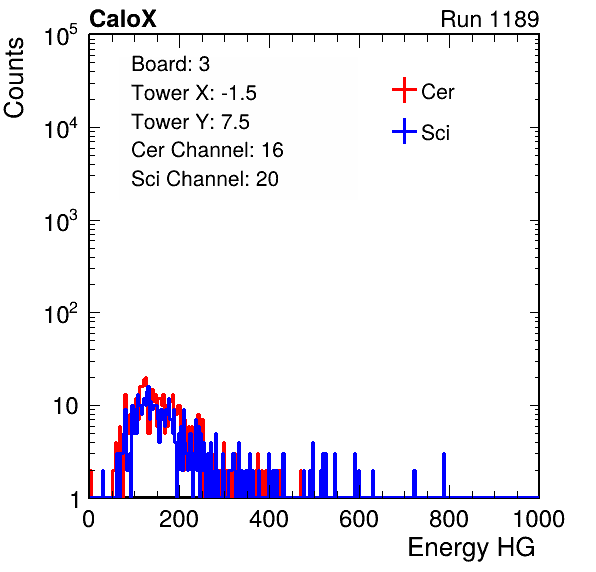 CaloX Run 1189
Counts
10^5
10^4
10^3
10^2
10
1
Board: 3
Tower X: -1.5
Tower Y: 7.5
Cer Channel: 16
Sci Channel: 20
Cer
Sci
0 200 400 600 800 1000
Energy HG